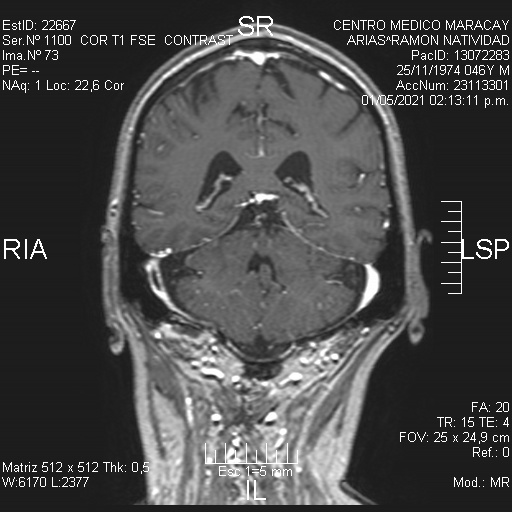 EstID: 22667
Ser.Nº 1100 COR T1 FSE CONTRAST
Ima.Nº 73
PE= --
NAq: 1 Loc: 22,6 Cor
SR
CENTRO MEDICO MARACAY
ARIAS^RAMON NATIVIDAD
PacID: 13072283
25/11/1974 046Y M
AccNum: 23113301
01/05/2021 02:13:11 p.m.
RIA
LSP
FA: 20
TR: 15 TE: 4
FOV: 25 x 24,9 cm
Ref.: 0
Matriz 512 x 512 Thk: 0,5
W:6170 L:2377
Esc.1=5 mm
IL
Mod.: MR